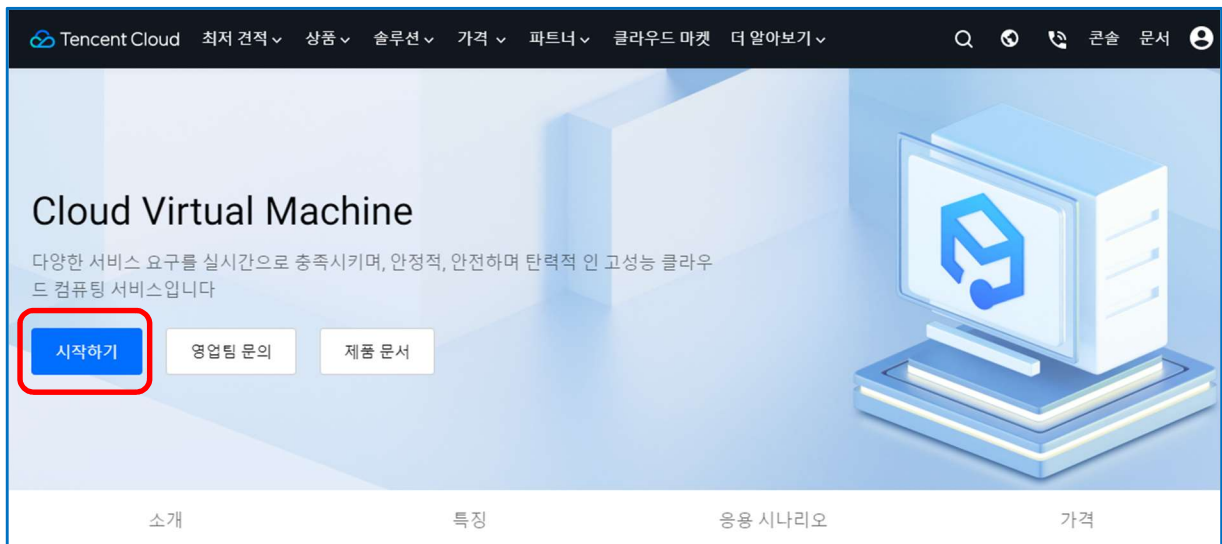 Tencent Cloud 최저 견적 상품 솔루션 가격 파트너 클라우드 마켓 더 알아보기 콘솔 문서
Cloud Virtual Machine
다양한 서비스 요구를 실시간으로 충족시키며, 안정적, 안전하며 탄력적 인 고성능 클라우
드 컴퓨팅 서비스입니다
시작하기 영업팀 문의 제품 문서
소개 특징 응용 시나리오 가격